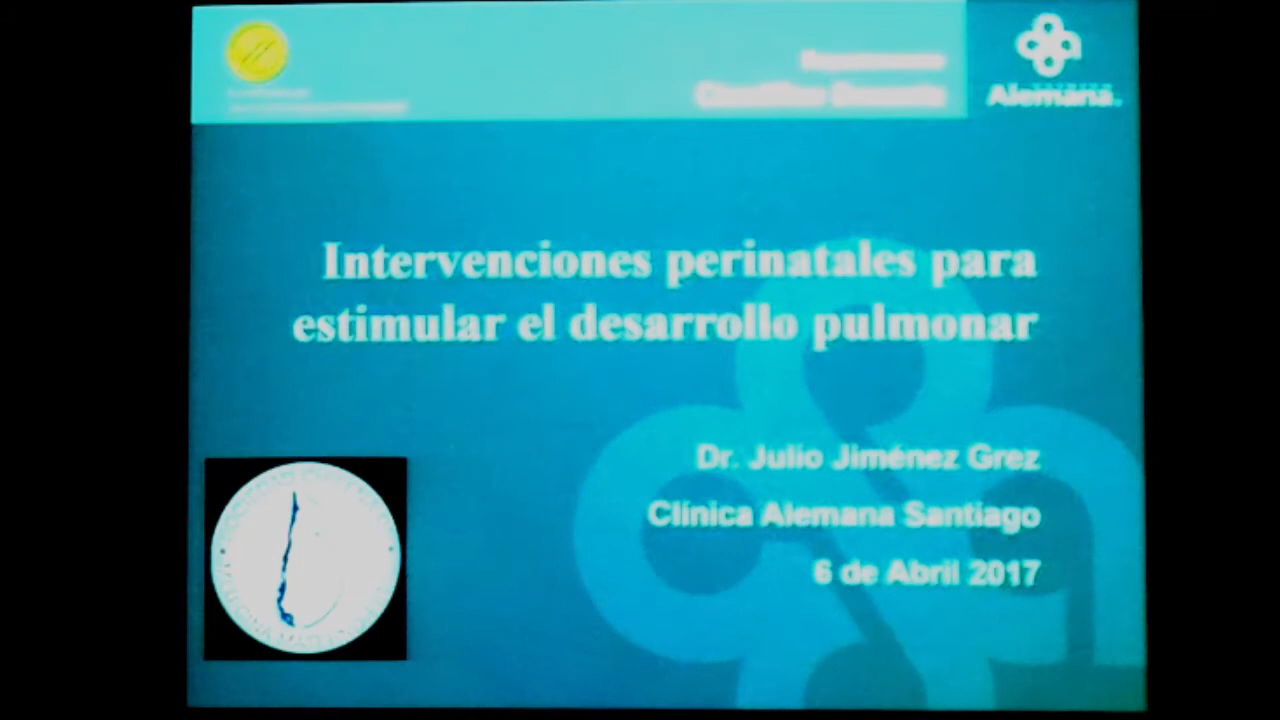 Alemana
Intervenciones perinatales para
estimular el desarrollo pulmonar
Dr. Julio Jiménez Grez
Clínica Alemana Santiago
6 de Abril 2017